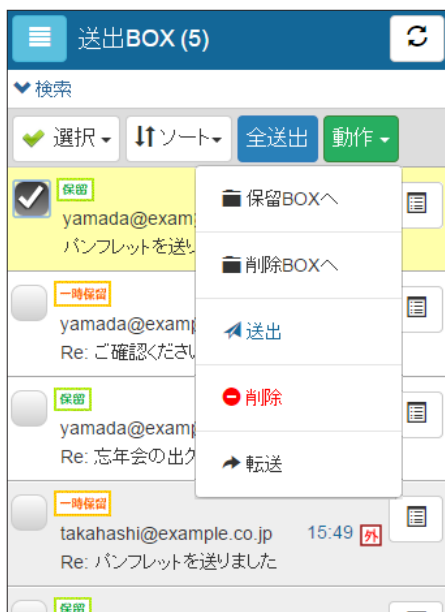 送出BOX (5)
検索
選択 ソート 全送出 動作
保留BOXへ
削除BOXへ
送出
削除
転送
保留
yamada@exam
パンフレットを送
一時保留
yamada@examp
Re: ご確認くださ
保留
yamada@examp
Re: 忘年会の出
一時保留
takahashi@example.co.jp 15:49 外
Re: パンフレットを送りました
保留